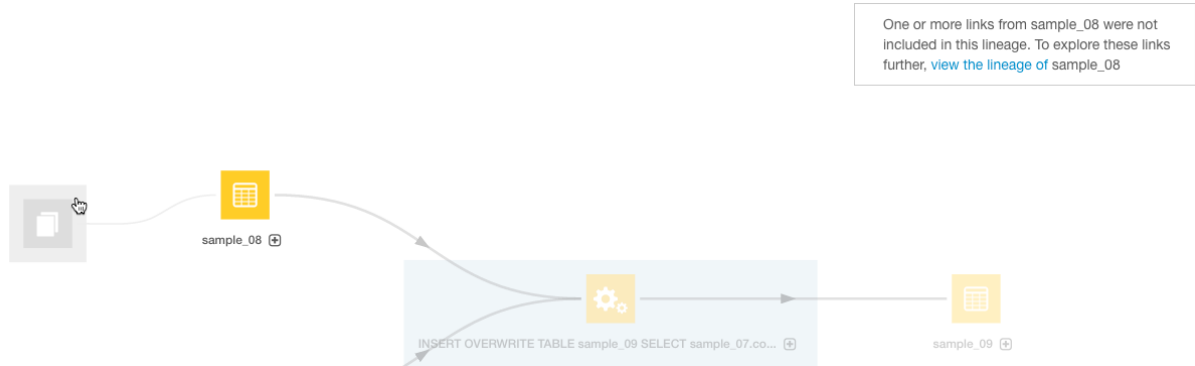 One or more links from sample_08 were not
included in this lineage. To explore these links
further, view the lineage of sample_08
sample_08
INSERT OVERWRITE TABLE sample_09 SELECT sample_07.co...
sample_09